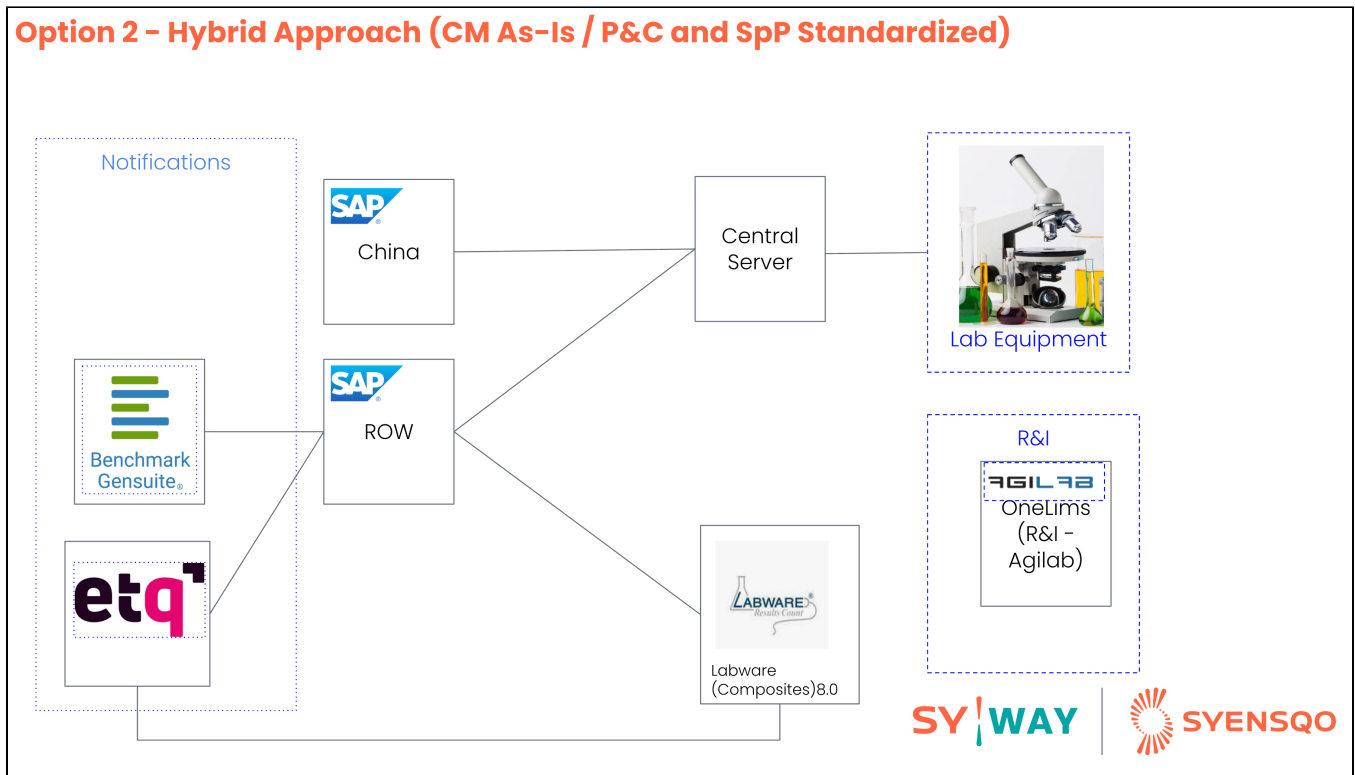 Option 2 - Hybrid Approach (CM As-Is / P&C and SpP Standardized)
Notifications
SAP®
China
Central
Server
Lab Equipment
Benchmark
Gensuite®
SAP®
ROW
etq
LABWARE®
Results Count
Labware
(Composites)8.0
R&I
AGILAB
OneLims
(R&I -
Agilab)
SY!WAY
SYENSQO